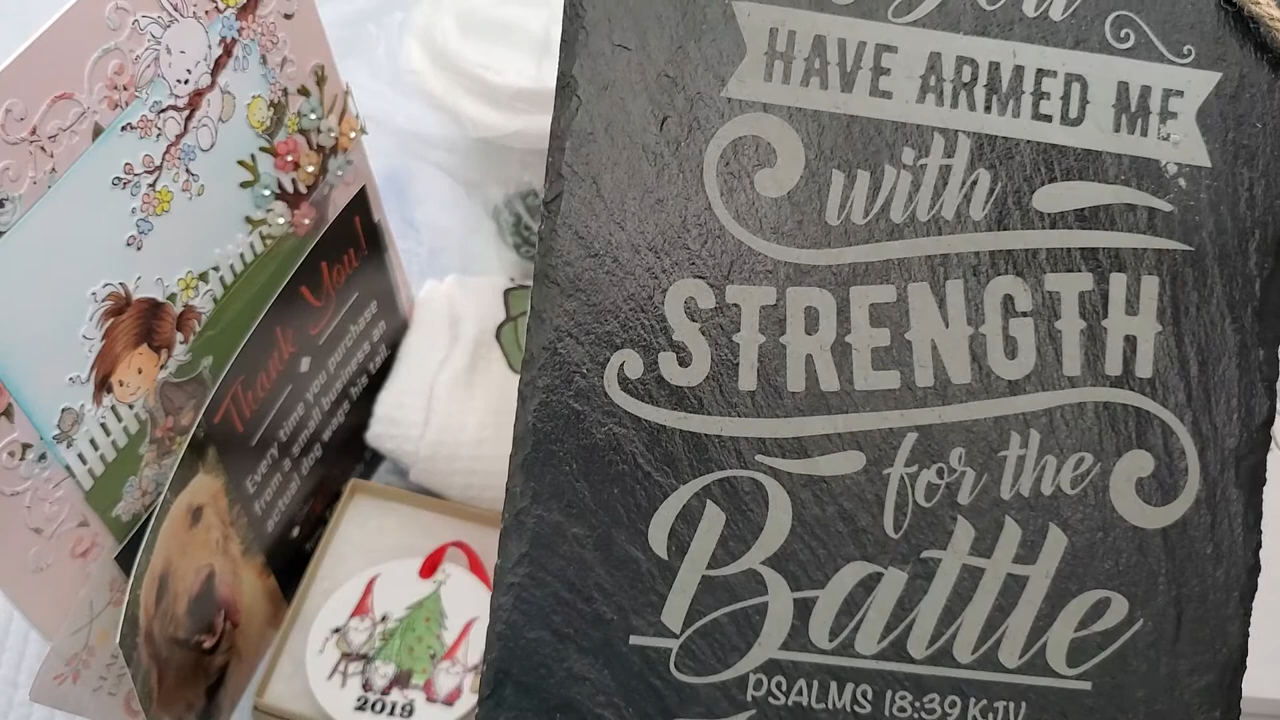 You
HAVE ARMED ME
with
STRENGTH
for the
Battle
PSALMS 18:39 KJV
Thank You!
Every time you purchase
from a small business an
actual dog wags his tail.
2019